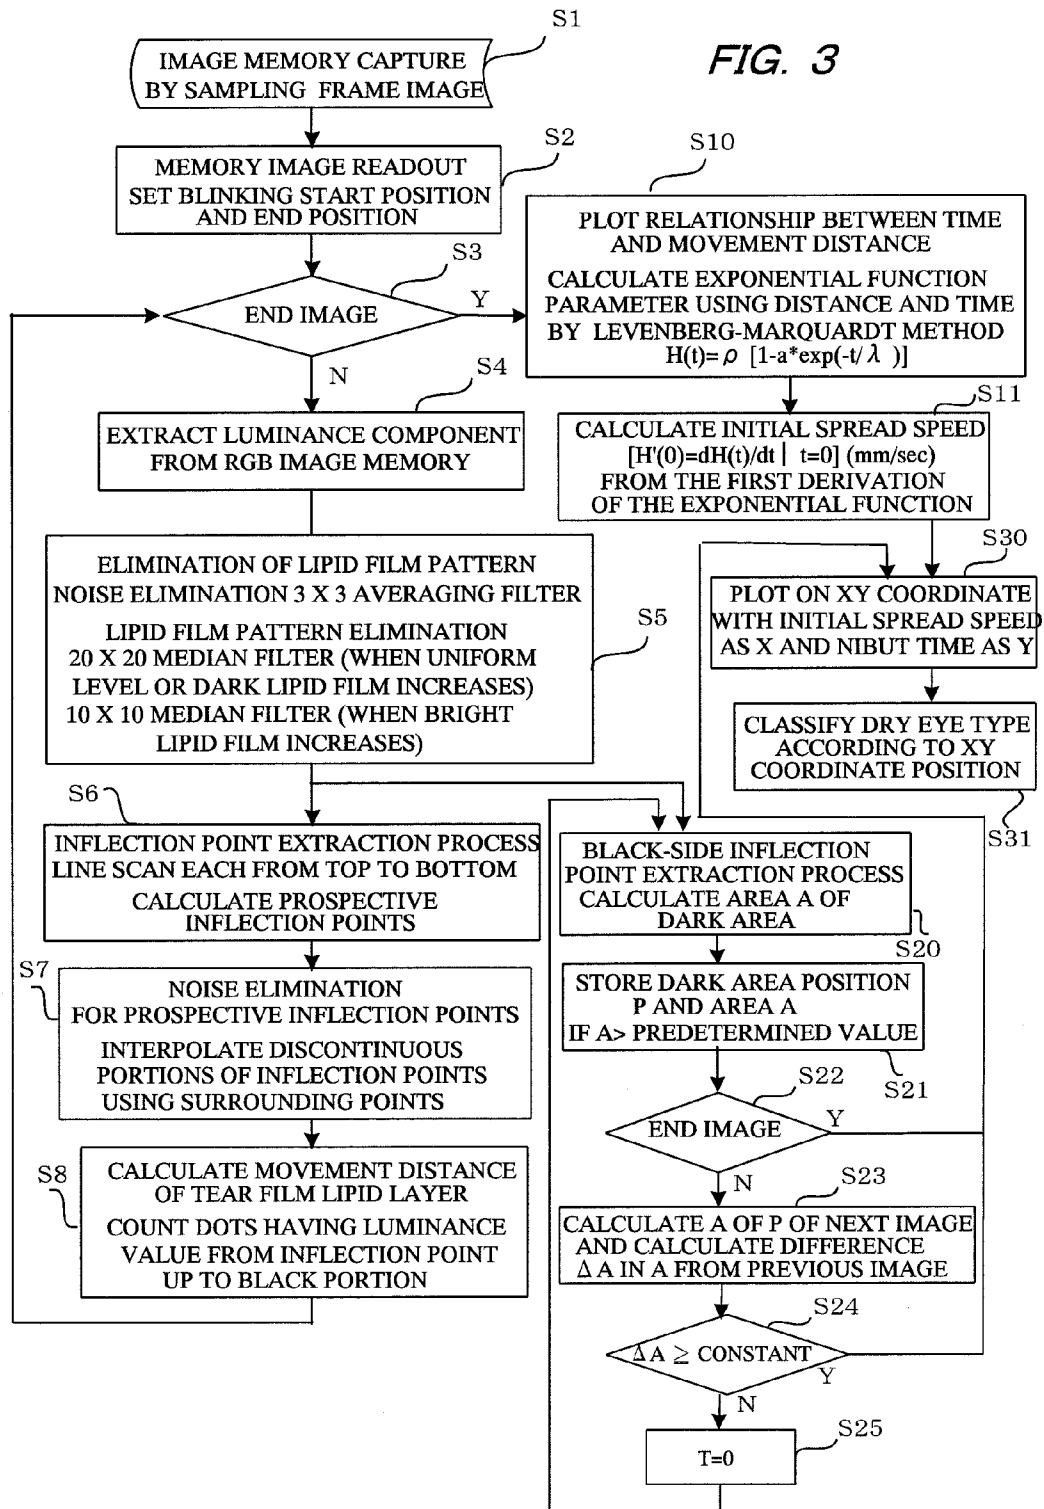 FIG. 3
S1
IMAGE MEMORY CAPTURE
BY SAMPLING FRAME IMAGE
S2
MEMORY IMAGE READOUT
SET BLINKING START POSITION
AND END POSITION
S3
END IMAGE
Y
N
S4
EXTRACT LUMINANCE COMPONENT
FROM RGB IMAGE MEMORY
S5
ELIMINATION OF LIPID FILM PATTERN
NOISE ELIMINATION 3 X 3 AVERAGING FILTER
LIPID FILM PATTERN ELIMINATION
20 X 20 MEDIAN FILTER (WHEN UNIFORM
LEVEL OR DARK LIPID FILM INCREASES)
10 X 10 MEDIAN FILTER (WHEN BRIGHT
LIPID FILM INCREASES)
S6
INFLECTION POINT EXTRACTION PROCESS
LINE SCAN EACH FROM TOP TO BOTTOM
CALCULATE PROSPECTIVE
INFLECTION POINTS
S7
NOISE ELIMINATION
FOR PROSPECTIVE INFLECTION POINTS
INTERPOLATE DISCONTINUOUS
PORTIONS OF INFLECTION POINTS
USING SURROUNDING POINTS
S8
CALCULATE MOVEMENT DISTANCE
OF TEAR FILM LIPID LAYER
COUNT DOTS HAVING LUMINANCE
VALUE FROM INFLECTION POINT
UP TO BLACK PORTION
S10
PLOT RELATIONSHIP BETWEEN TIME
AND MOVEMENT DISTANCE
CALCULATE EXPONENTIAL FUNCTION
PARAMETER USING DISTANCE AND TIME
BY LEVENBERG-MARQUARDT METHOD
H(t)=ρ [1-a*exp(-t/λ )]
S11
CALCULATE INITIAL SPREAD SPEED
[H'(0)=dH(t)/dt | t=0] (mm/sec)
FROM THE FIRST DERIVATION
OF THE EXPONENTIAL FUNCTION
S30
PLOT ON XY COORDINATE
WITH INITIAL SPREAD SPEED
AS X AND NIBUT TIME AS Y
CLASSIFY DRY EYE TYPE
ACCORDING TO XY
COORDINATE POSITION
S31
BLACK-SIDE INFLECTION
POINT EXTRACTION PROCESS
CALCULATE AREA A OF
DARK AREA
S20
STORE DARK AREA POSITION
P AND AREA A
IF A> PREDETERMINED VALUE
S21
S22
END IMAGE
Y
N
S23
CALCULATE A OF P OF NEXT IMAGE
AND CALCULATE DIFFERENCE
Δ A IN A FROM PREVIOUS IMAGE
S24
Δ A ≥ CONSTANT
Y
N
S25
T=0